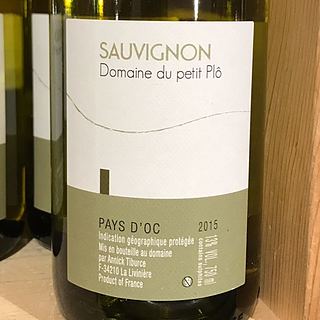 SAUVIGNON
Domaine du petit Plô
PAYS D'OC 2015
Indication géographique protégée
Mis en bouteille au domaine
par Annick Tiburce
F-34210 La Livinière
Product of France